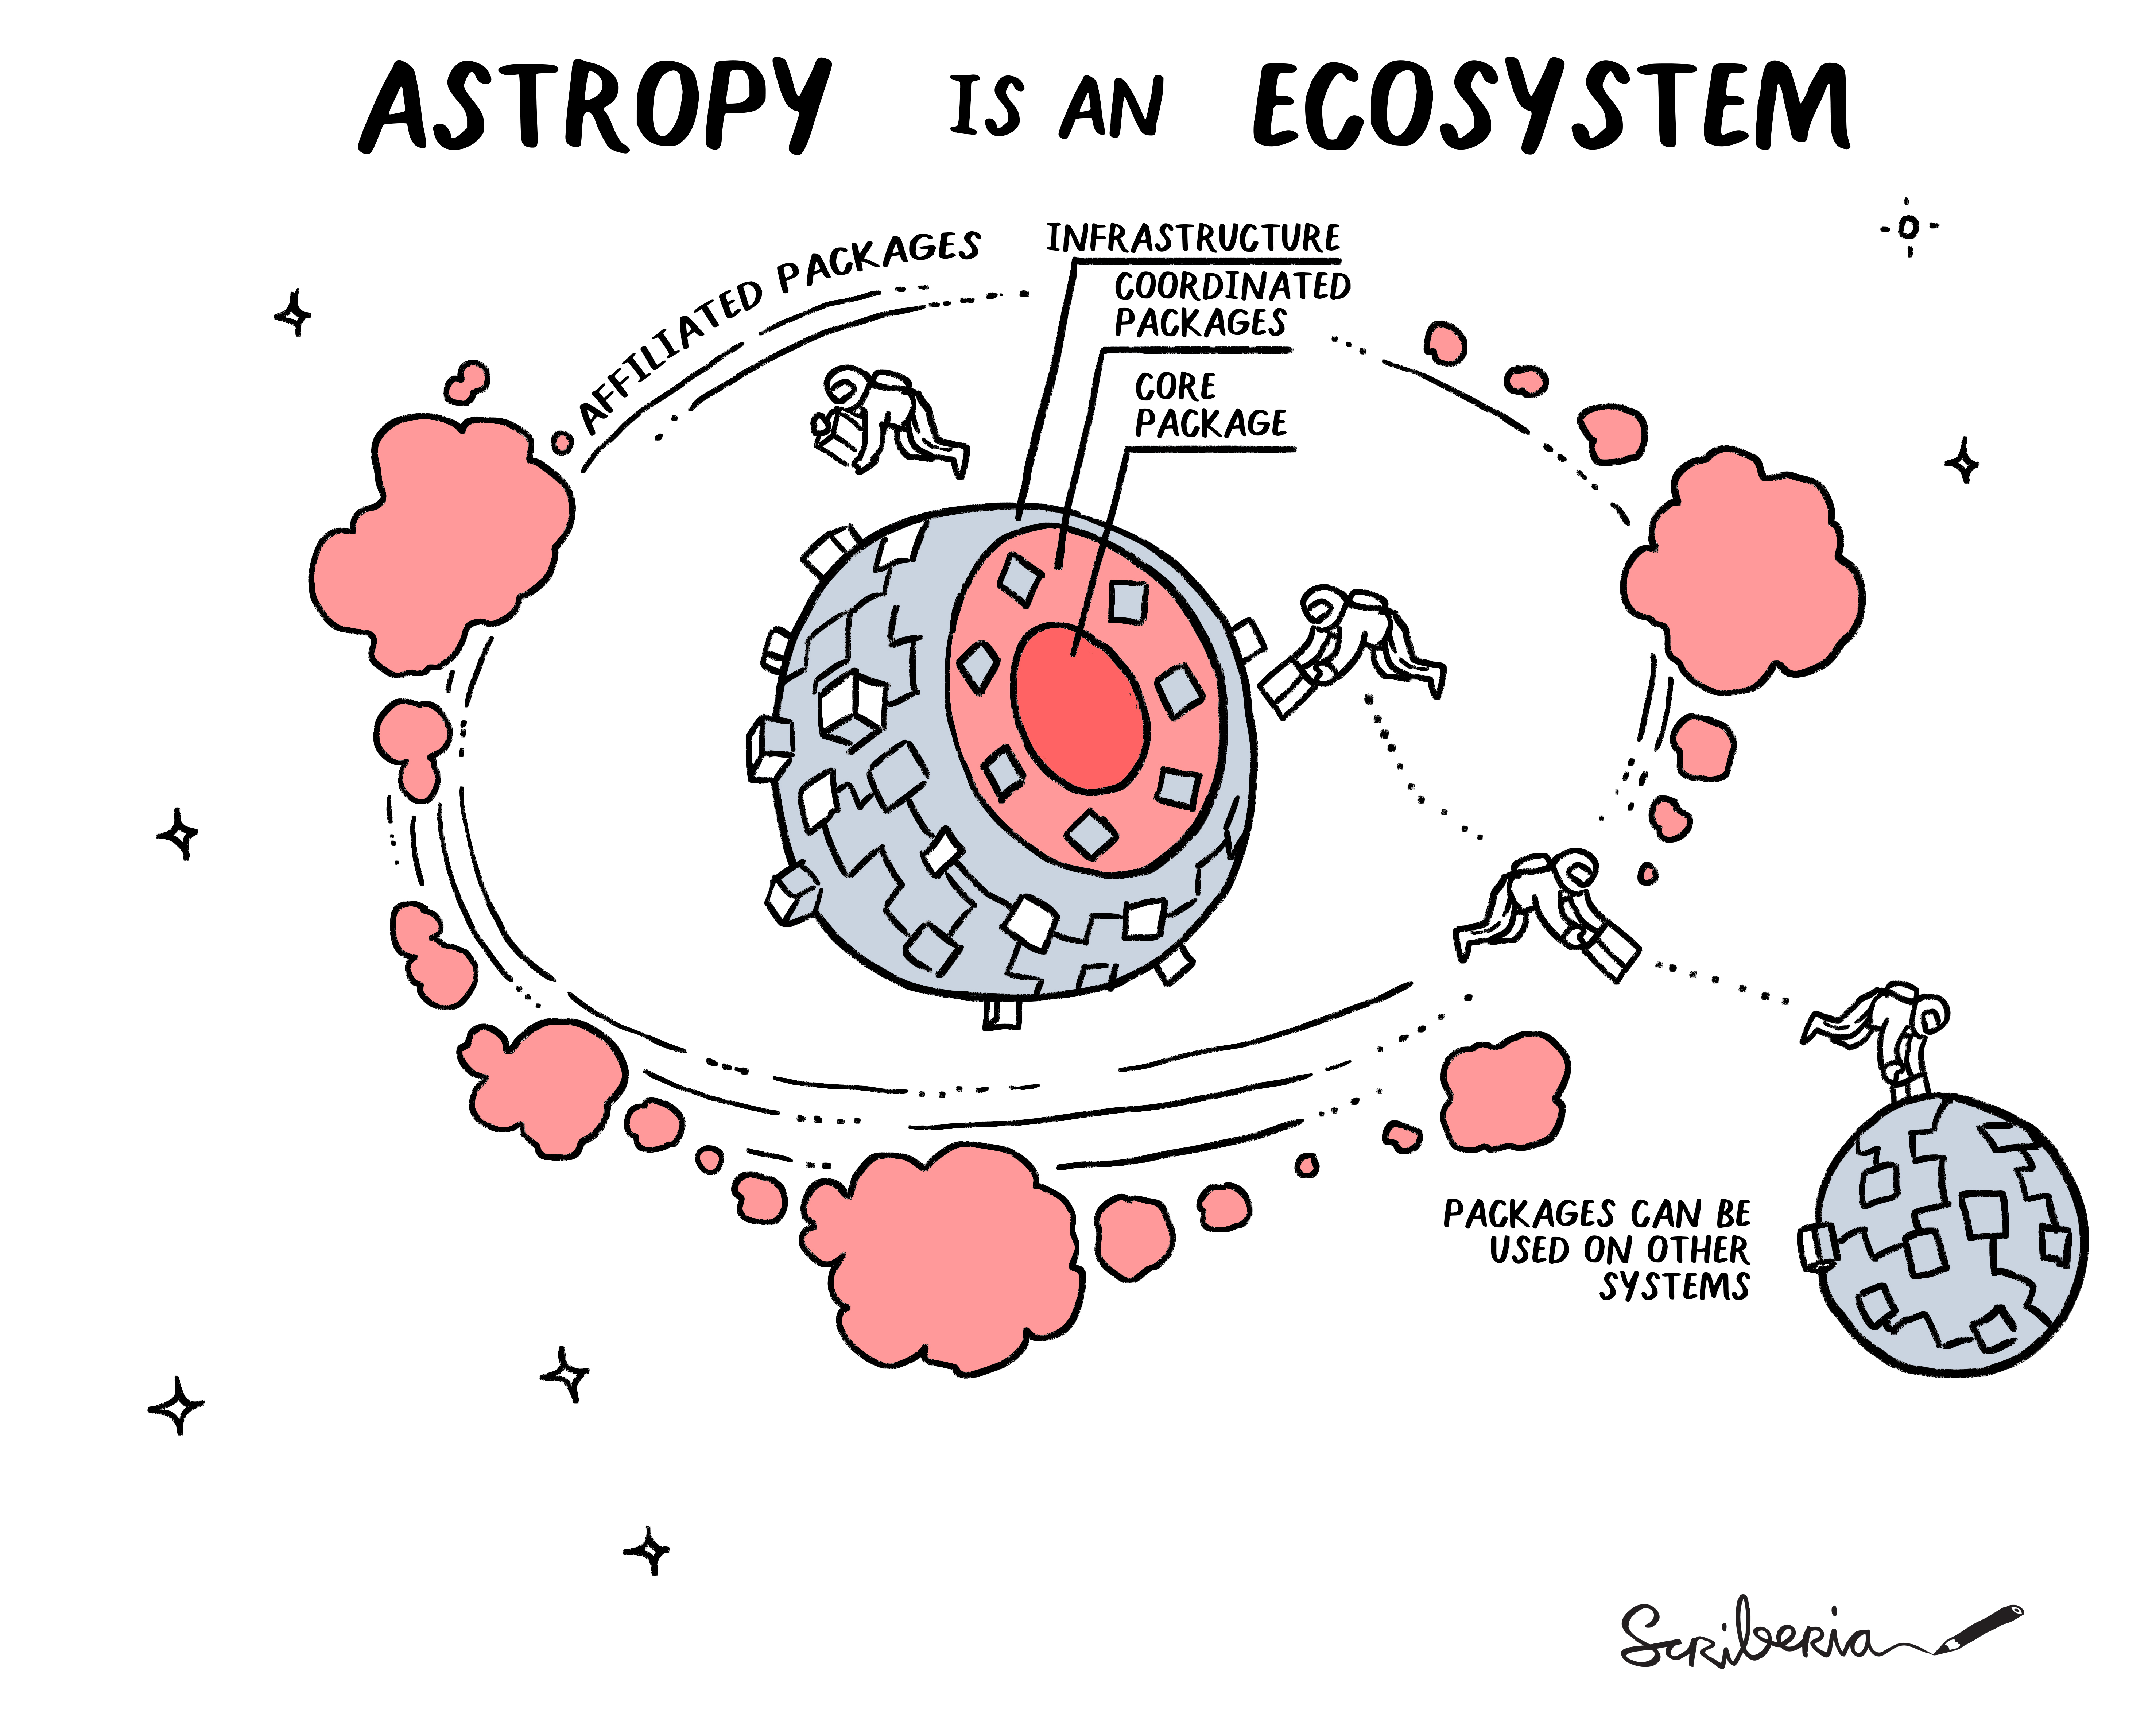 ASTROPY IS AN ECOSYSTEM
AFFILIATED PACKAGES
INFRASTRUCTURE
COORDINATED
PACKAGES
CORE
PACKAGE
PACKAGES CAN BE
USED ON OTHER
SYSTEMS
Scriberia